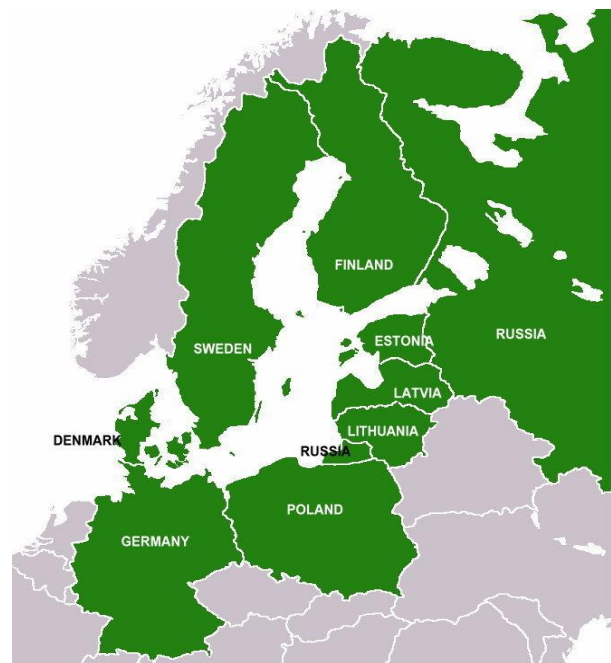 FINLAND
RUSSIA
ESTONIA
SWEDEN
LATVIA
LITHUANIA
DENMARK
RUSSIA
POLAND
GERMANY